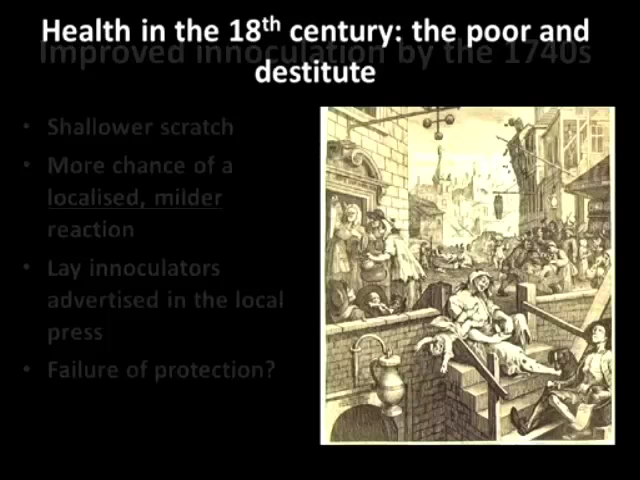 Health in the 18th century: the poor and
destitute
Improved innoculation by the 1740s
• Shallower scratch
• More chance of a
localised, milder
reaction
• Lay innoculators
advertised in the local
press
• Failure of protection?